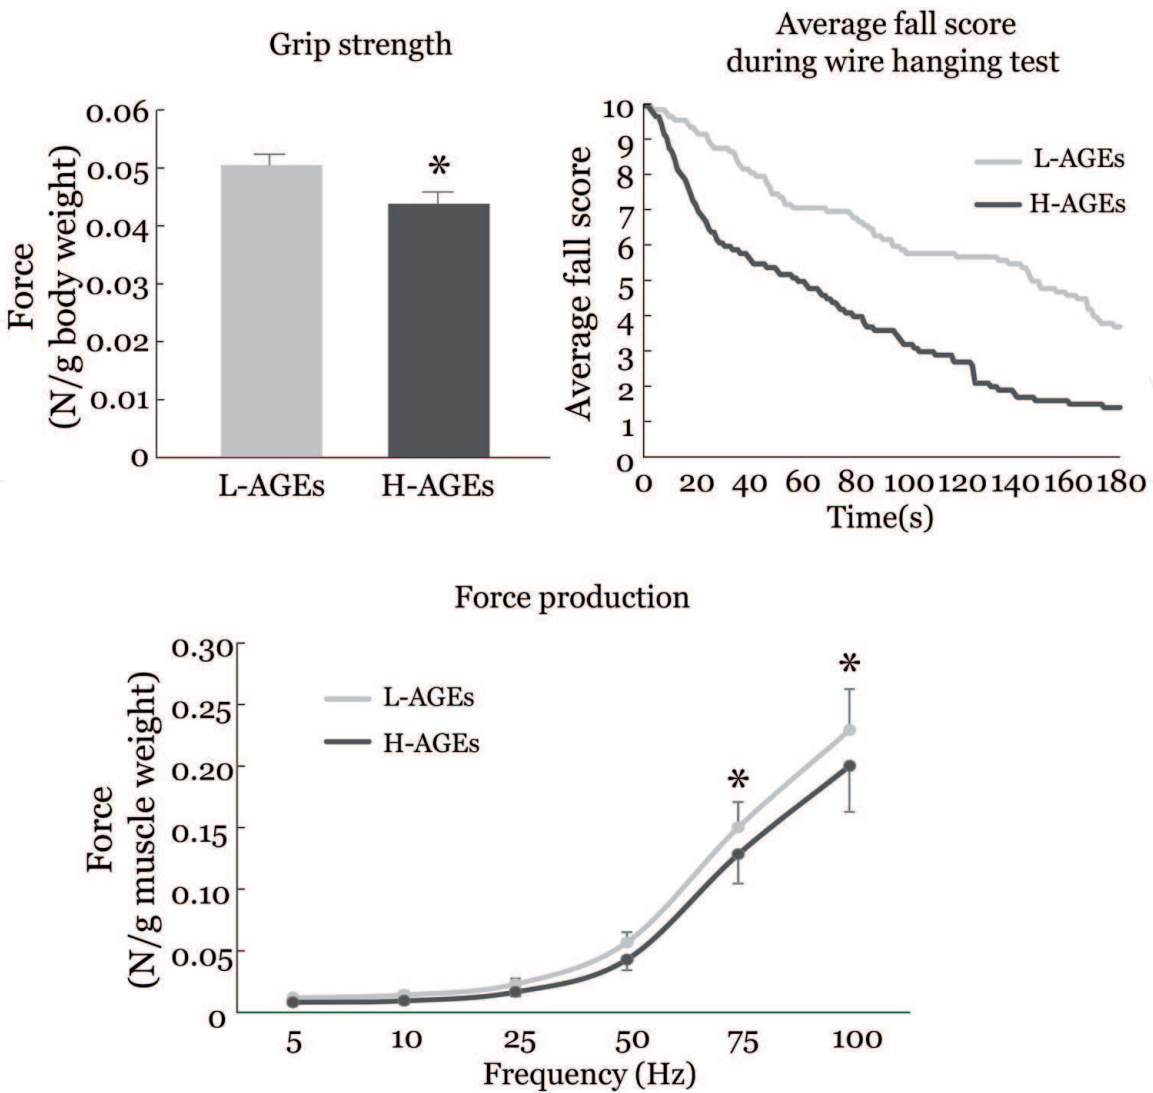 Grip strength
Force
(N/g body weight)
0.06
0.05
0.04
0.03
0.02
0.01
0
*
L-AGEs
H-AGEs
Average fall score
during wire hanging test
Average fall score
10
9
8
7
6
5
4
3
2
1
0
L-AGEs
H-AGEs
0 20 40 60 80 100 120 140 160 180
Time(s)
Force production
Force
(N/g muscle weight)
0.30
0.25
0.20
0.15
0.10
0.05
0
L-AGEs
H-AGEs
*
*
5 10 25 50 75 100
Frequency (Hz)